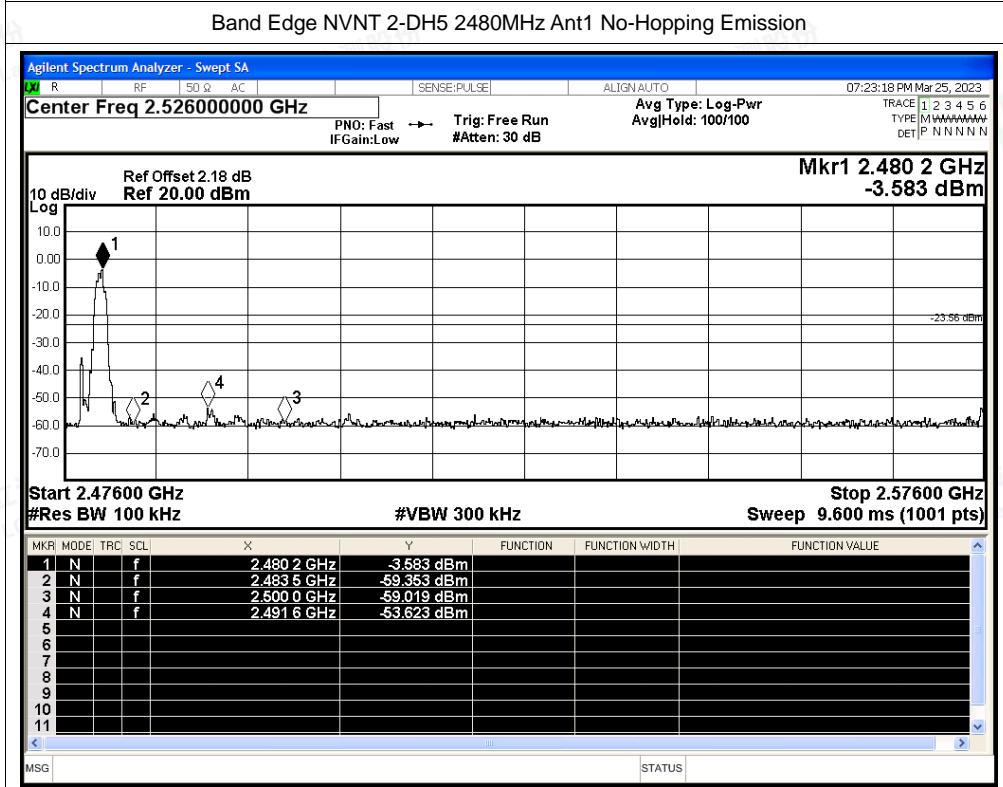 Band Edge NVNT 2-DH5 2480MHz Ant1 No-Hopping Emission
Agilent Spectrum Analyzer - Swept SA
LXI R RF 50 Ω AC SENSE:PULSE ALIGN AUTO 07:23:18 PM Mar 25, 2023
Center Freq 2.526000000 GHz
PNO: Fast
IFGain:Low
Trig: Free Run
#Atten: 30 dB
Avg Type: Log-Pwr
Avg|Hold: 100/100
TRACE 1 2 3 4 5 6
TYPE M WWWWW
DET P N N N N N
Mkr1 2.480 2 GHz
-3.583 dBm
Ref Offset 2.18 dB
10 dB/div Ref 20.00 dBm
Log
10.0
0.00
-10.0
-20.0
-30.0
-40.0
-50.0
-60.0
-70.0
1
2
4
3
-23.56 dBm
Start 2.47600 GHz Stop 2.57600 GHz
#Res BW 100 kHz #VBW 300 kHz Sweep 9.600 ms (1001 pts)
MKR MODE TRC SCL X Y FUNCTION FUNCTION WIDTH FUNCTION VALUE
1 N f 2.480 2 GHz -3.583 dBm
2 N f 2.483 5 GHz -59.353 dBm
3 N f 2.500 0 GHz -59.019 dBm
4 N f 2.491 6 GHz -53.623 dBm
5
6
7
8
9
10
11
MSG STATUS